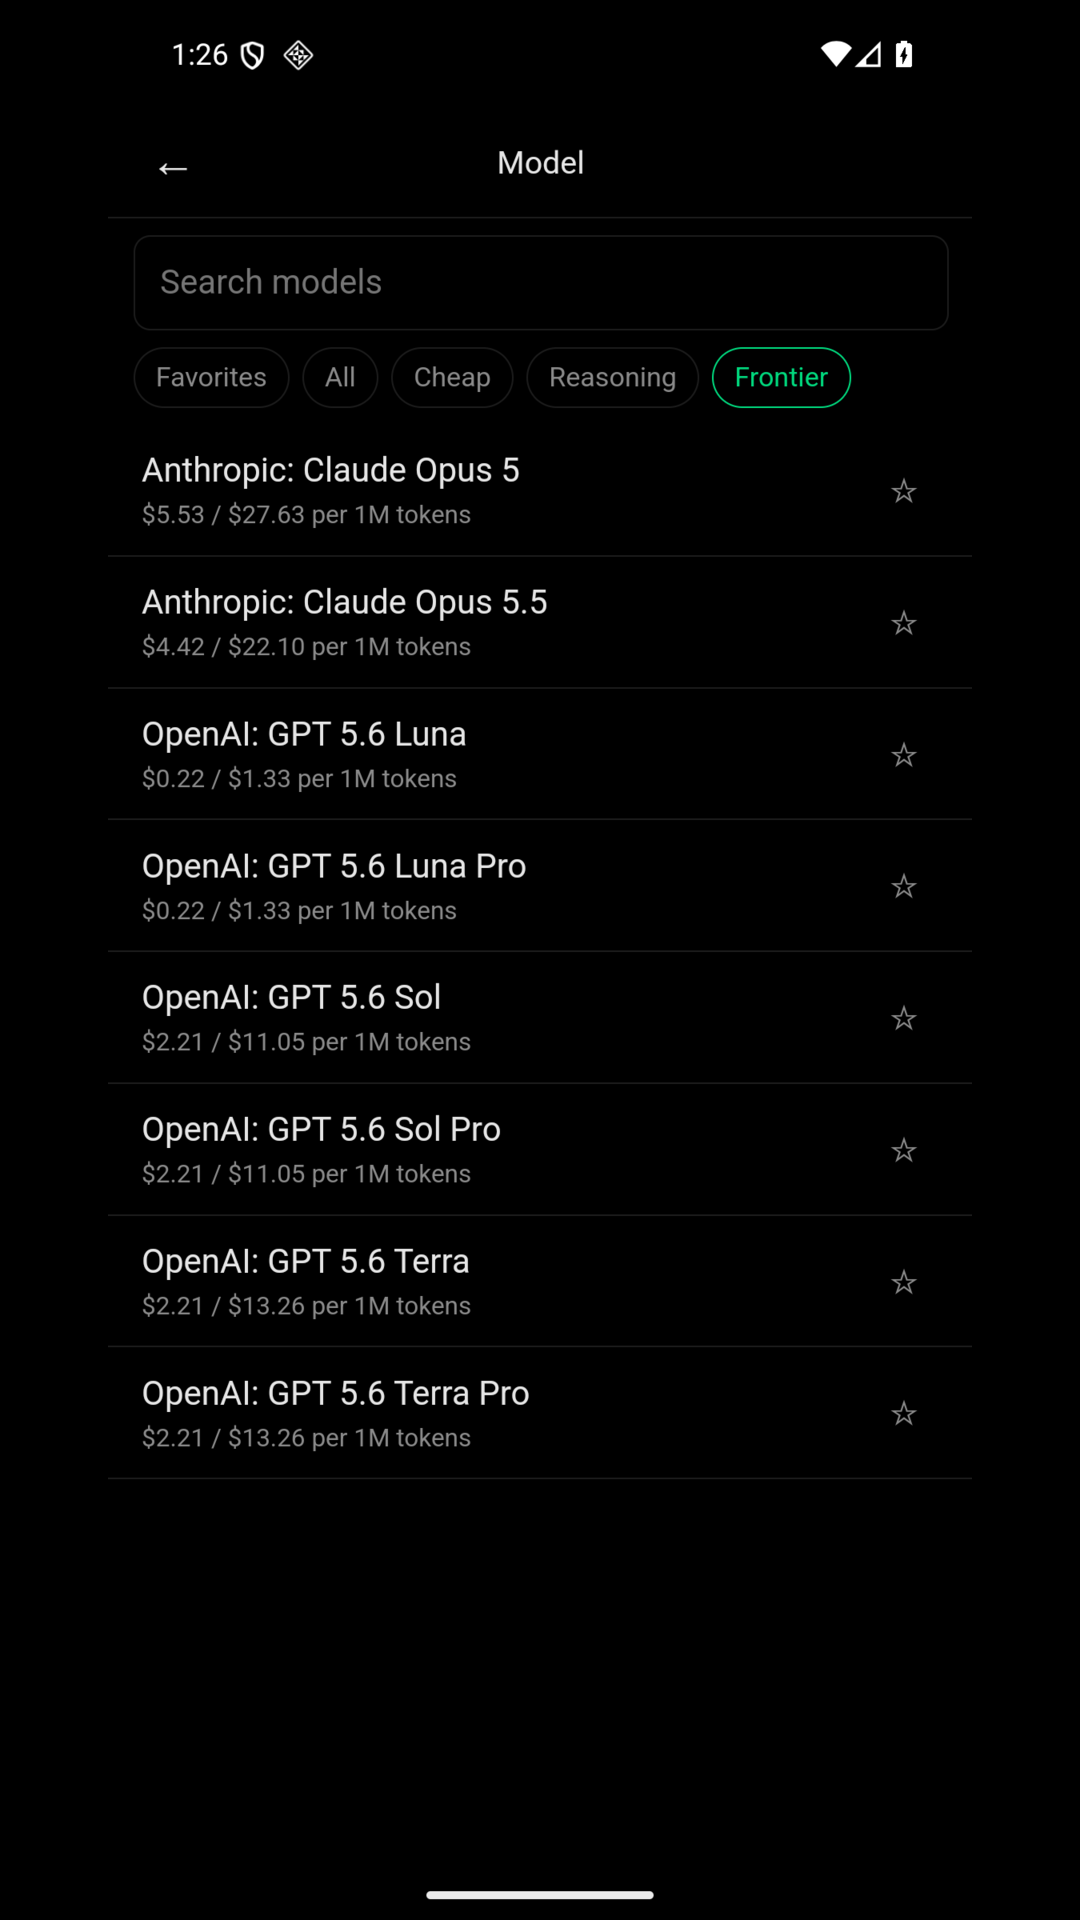 1:26
←
Model
Search models
Favorites All Cheap Reasoning Frontier
Anthropic: Claude Opus 5
$5.53 / $27.63 per 1M tokens
☆
Anthropic: Claude Opus 5.5
$4.42 / $22.10 per 1M tokens
☆
OpenAI: GPT 5.6 Luna
$0.22 / $1.33 per 1M tokens
☆
OpenAI: GPT 5.6 Luna Pro
$0.22 / $1.33 per 1M tokens
☆
OpenAI: GPT 5.6 Sol
$2.21 / $11.05 per 1M tokens
☆
OpenAI: GPT 5.6 Sol Pro
$2.21 / $11.05 per 1M tokens
☆
OpenAI: GPT 5.6 Terra
$2.21 / $13.26 per 1M tokens
☆
OpenAI: GPT 5.6 Terra Pro
$2.21 / $13.26 per 1M tokens
☆